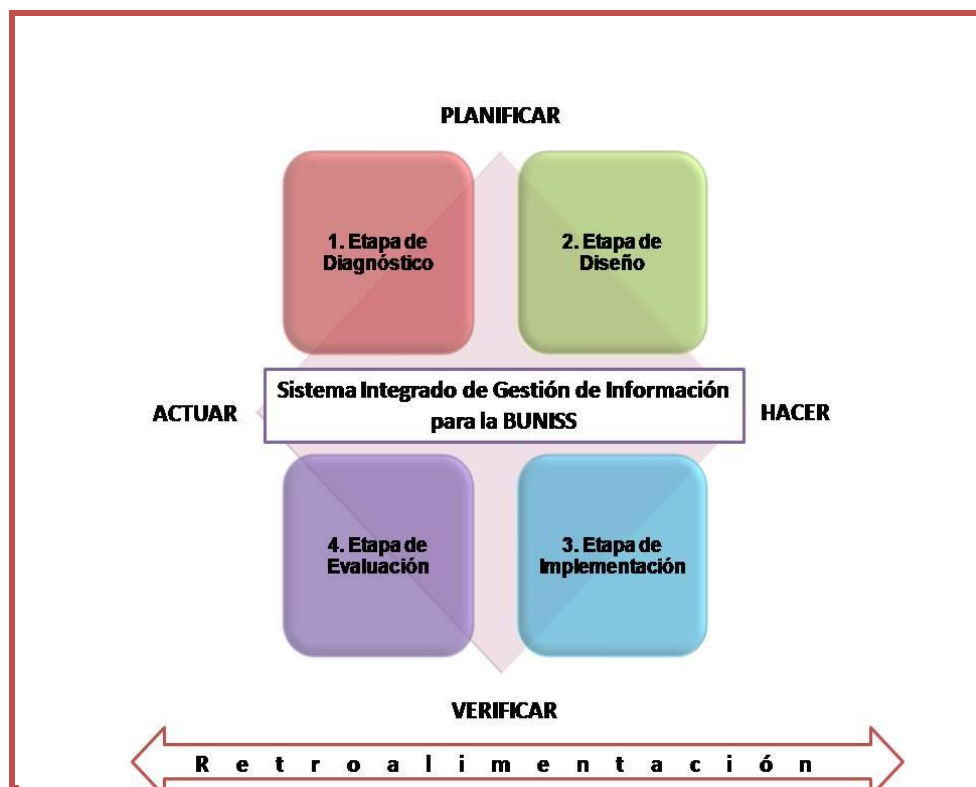 PLANIFICAR
1. Etapa de
Diagnóstico
2. Etapa de
Diseño
Sistema Integrado de Gestión de Información
para la BUNISS
ACTUAR
HACER
4. Etapa de
Evaluación
3. Etapa de
Implementación
VERIFICAR
Retroalimentación